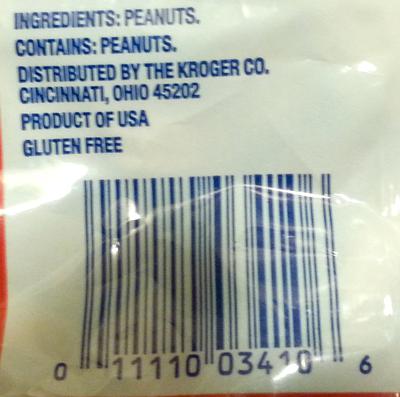 INGREDIENTS: PEANUTS.
CONTAINS: PEANUTS.
DISTRIBUTED BY THE KROGER CO.
CINCINNATI, OHIO 45202
PRODUCT OF USA
GLUTEN FREE
0 11110 03410 6